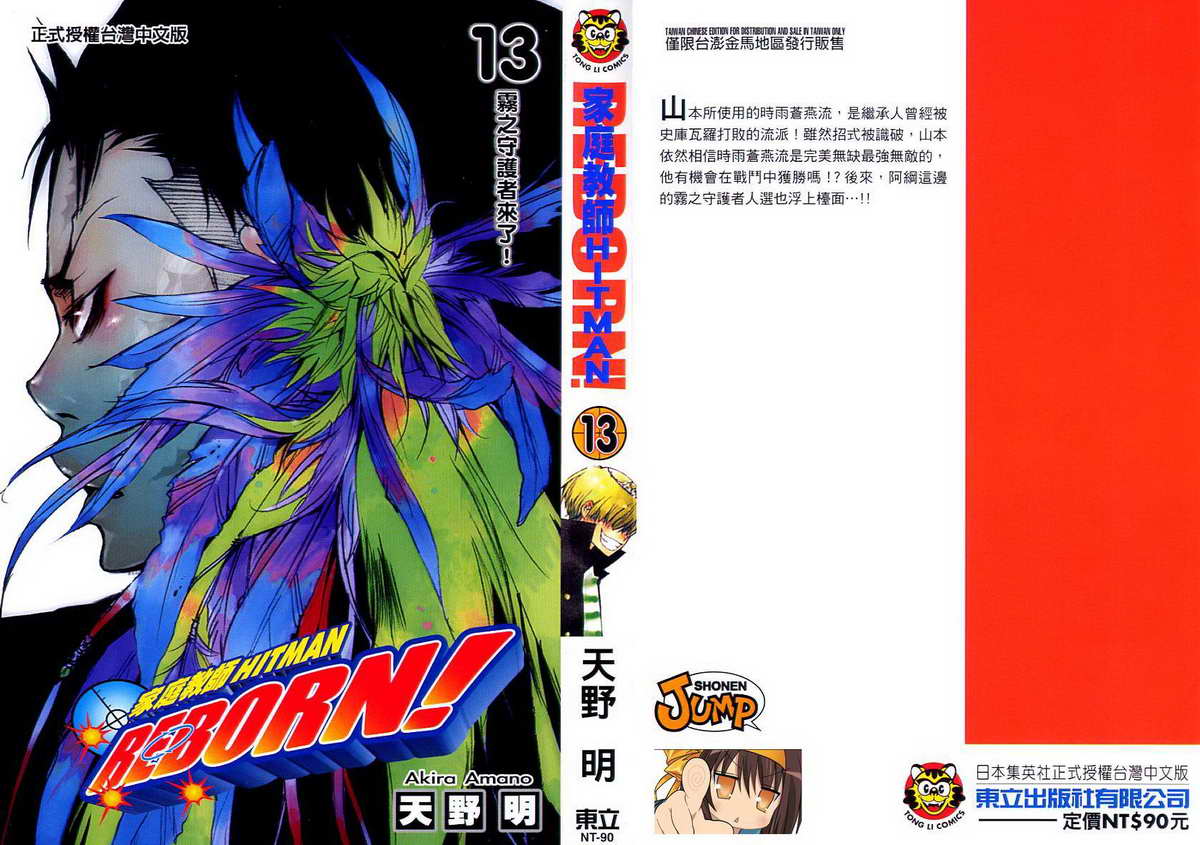 正式授權台灣中文版
13
霧之守護者來了!
家庭教師HITMAN
REBORN!
Akira Amano
天野明
TONG LI COMICS
REBORN!
家庭教師HITMAN
13
天野 明
東立
NT-90
TAIWAN CHINESE EDITION FOR DISTRIBUTION AND SALE IN TAIWAN ONLY
僅限台澎金馬地區發行販售
山本所使用的時雨蒼燕流，是繼承人曾經被
史庫瓦羅打敗的流派！雖然招式被識破，山本
依然相信時雨蒼燕流是完美無缺最強無敵的，
他有機會在戰鬥中獲勝嗎!?後來，阿綱這邊
的霧之守護者人選也浮上檯面…!!
SHONEN
JUMP
TONG LI COMICS
日本集英社正式授權台灣中文版
東立出版社有限公司
定價NT$90元